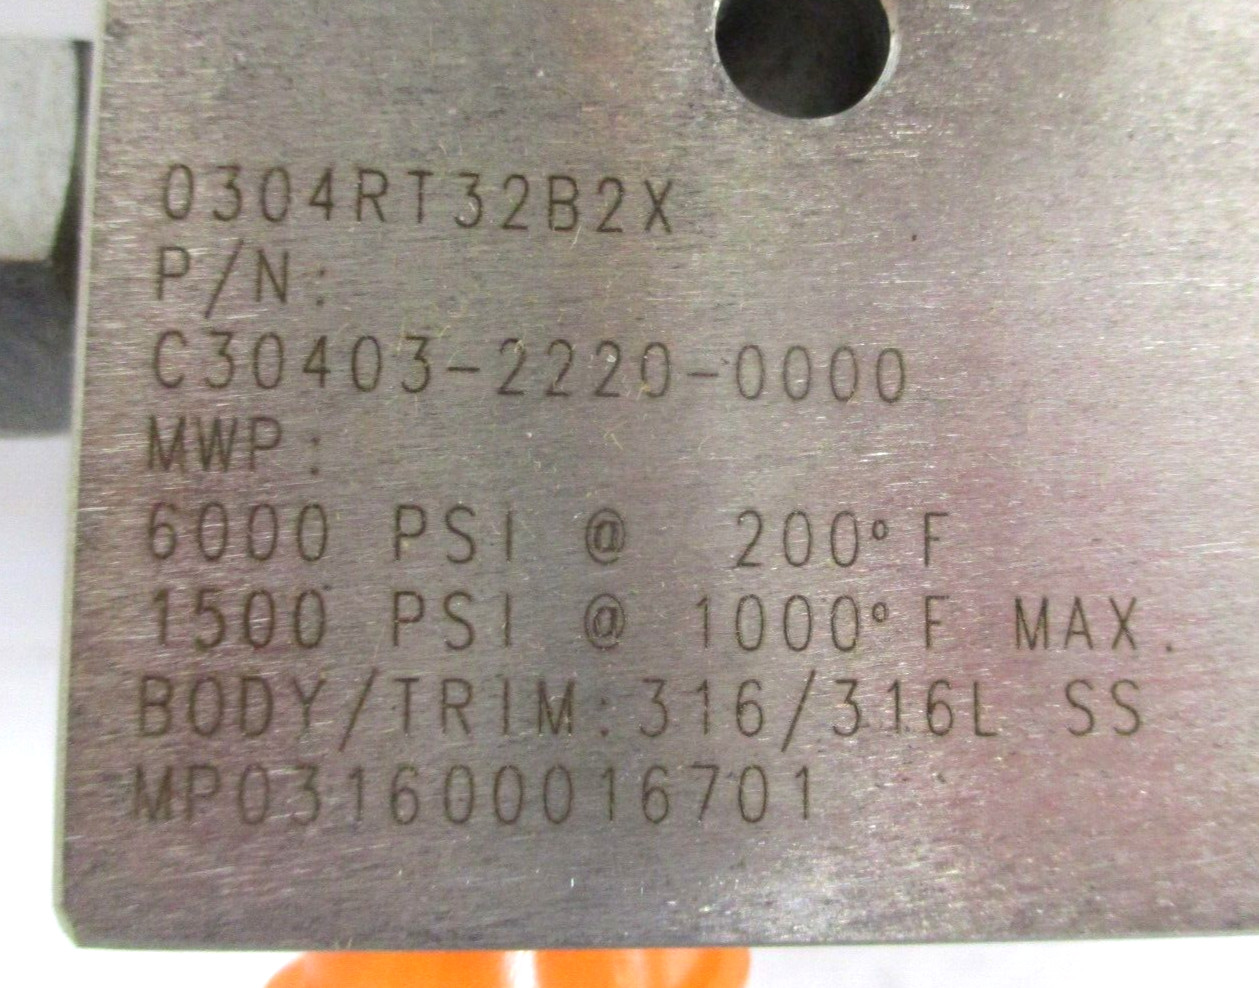 0304RT32B2X
P/N:
C30403-2220-0000
MWP:
6000 PSI @ 200° F
1500 PSI @ 1000° F MAX.
BODY/TRIM:316/316L SS
MP031600016701